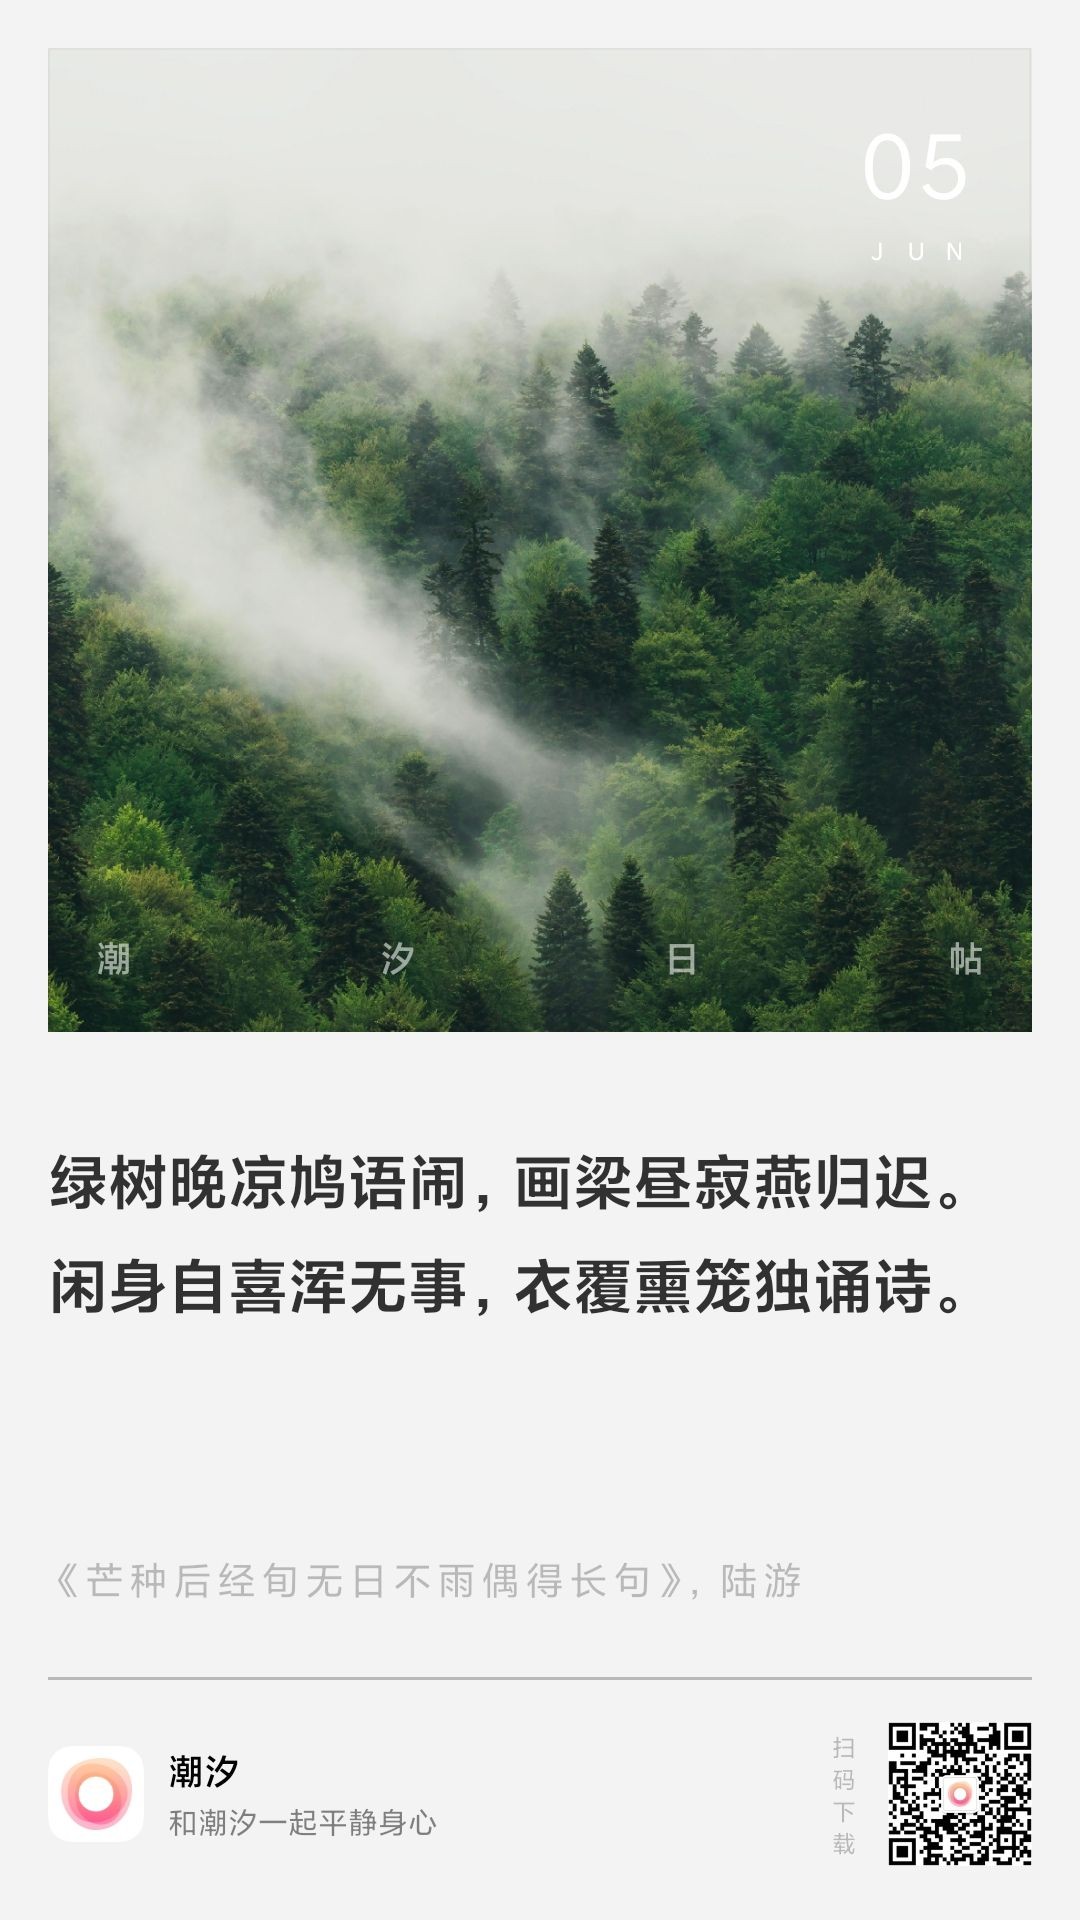 05
JUN
潮汐日帖
绿树晚凉鸠语闹，画梁昼寂燕归迟。
闲身自喜浑无事，衣覆熏笼独诵诗。
《芒种后经旬无日不雨偶得长句》，陆游
潮汐
和潮汐一起平静身心
扫码下载